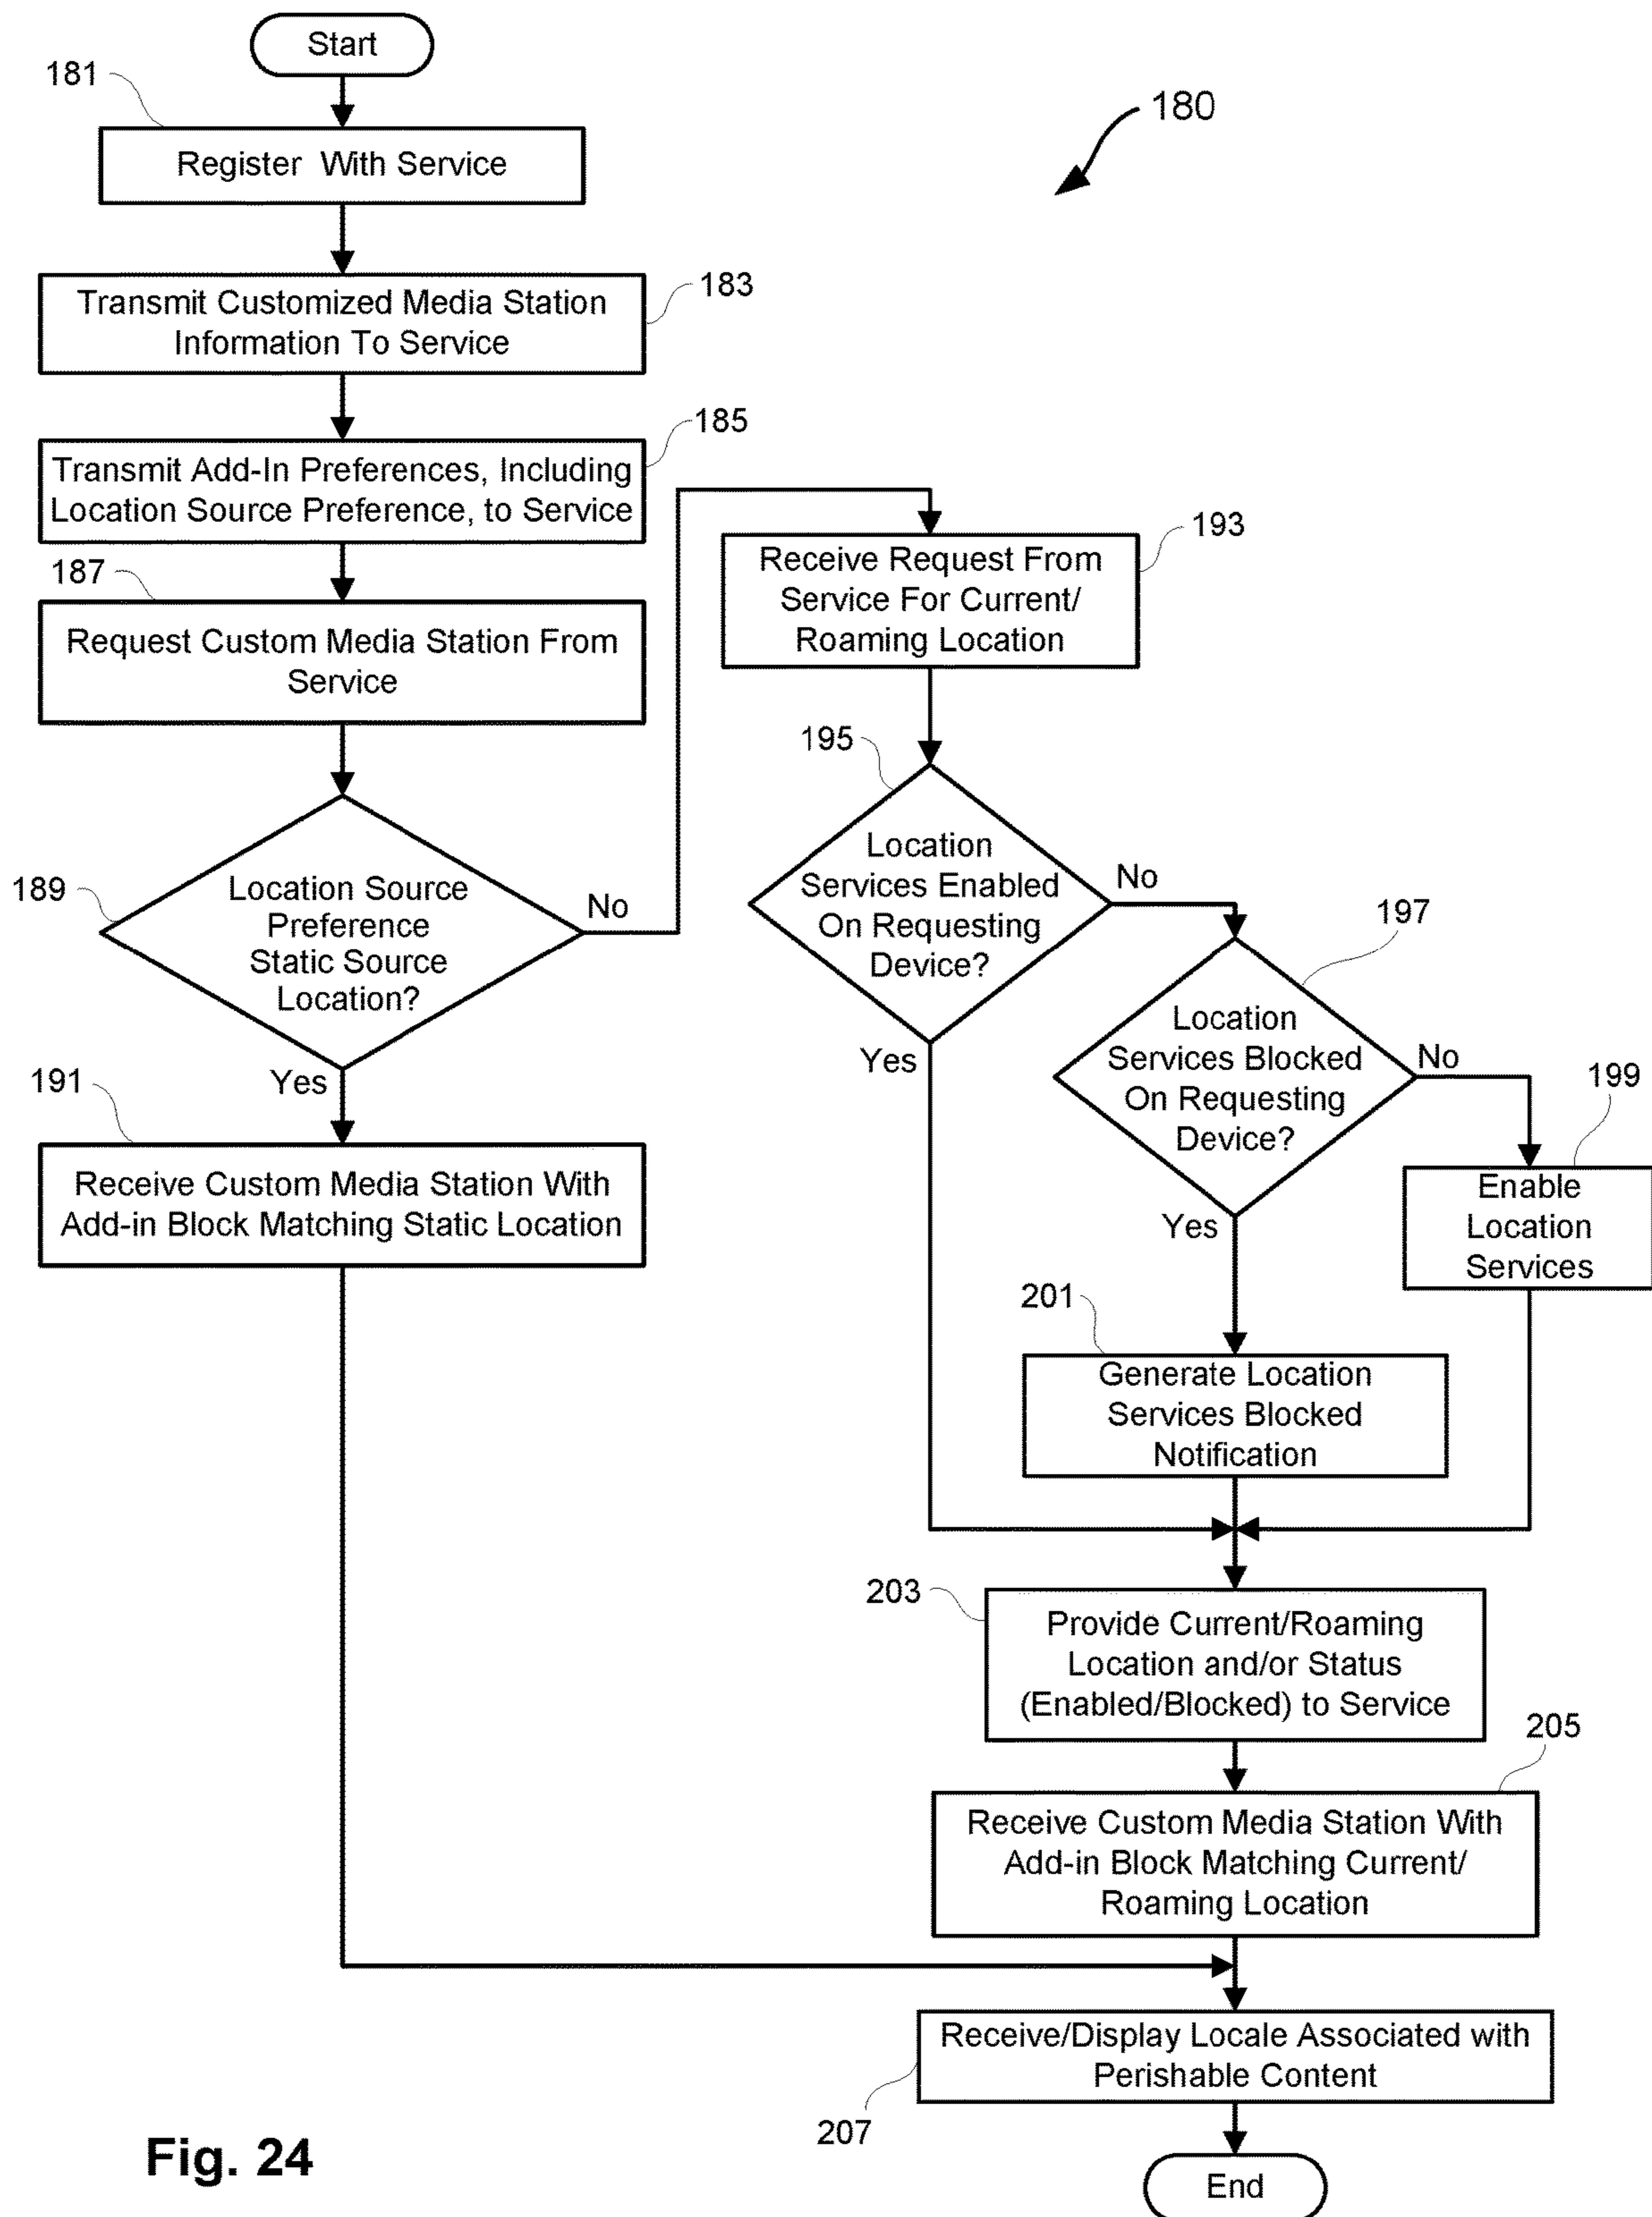 Start
181
180
Register With Service
Transmit Customized Media Station
Information To Service
183
Transmit Add-In Preferences, Including
Location Source Preference, to Service
185
187
Request Custom Media Station From
Service
189
Location Source
Preference
Static Source
Location?
No
Yes
191
Receive Custom Media Station With
Add-in Block Matching Static Location
193
Receive Request From
Service For Current/
Roaming Location
195
Location
Services Enabled
On Requesting
Device?
No
Yes
197
Location
Services Blocked
On Requesting
Device?
No
Yes
199
Enable
Location
Services
201
Generate Location
Services Blocked
Notification
203
Provide Current/Roaming
Location and/or Status
(Enabled/Blocked) to Service
205
Receive Custom Media Station With
Add-in Block Matching Current/
Roaming Location
Receive/Display Locale Associated with
Perishable Content
207
End
Fig. 24